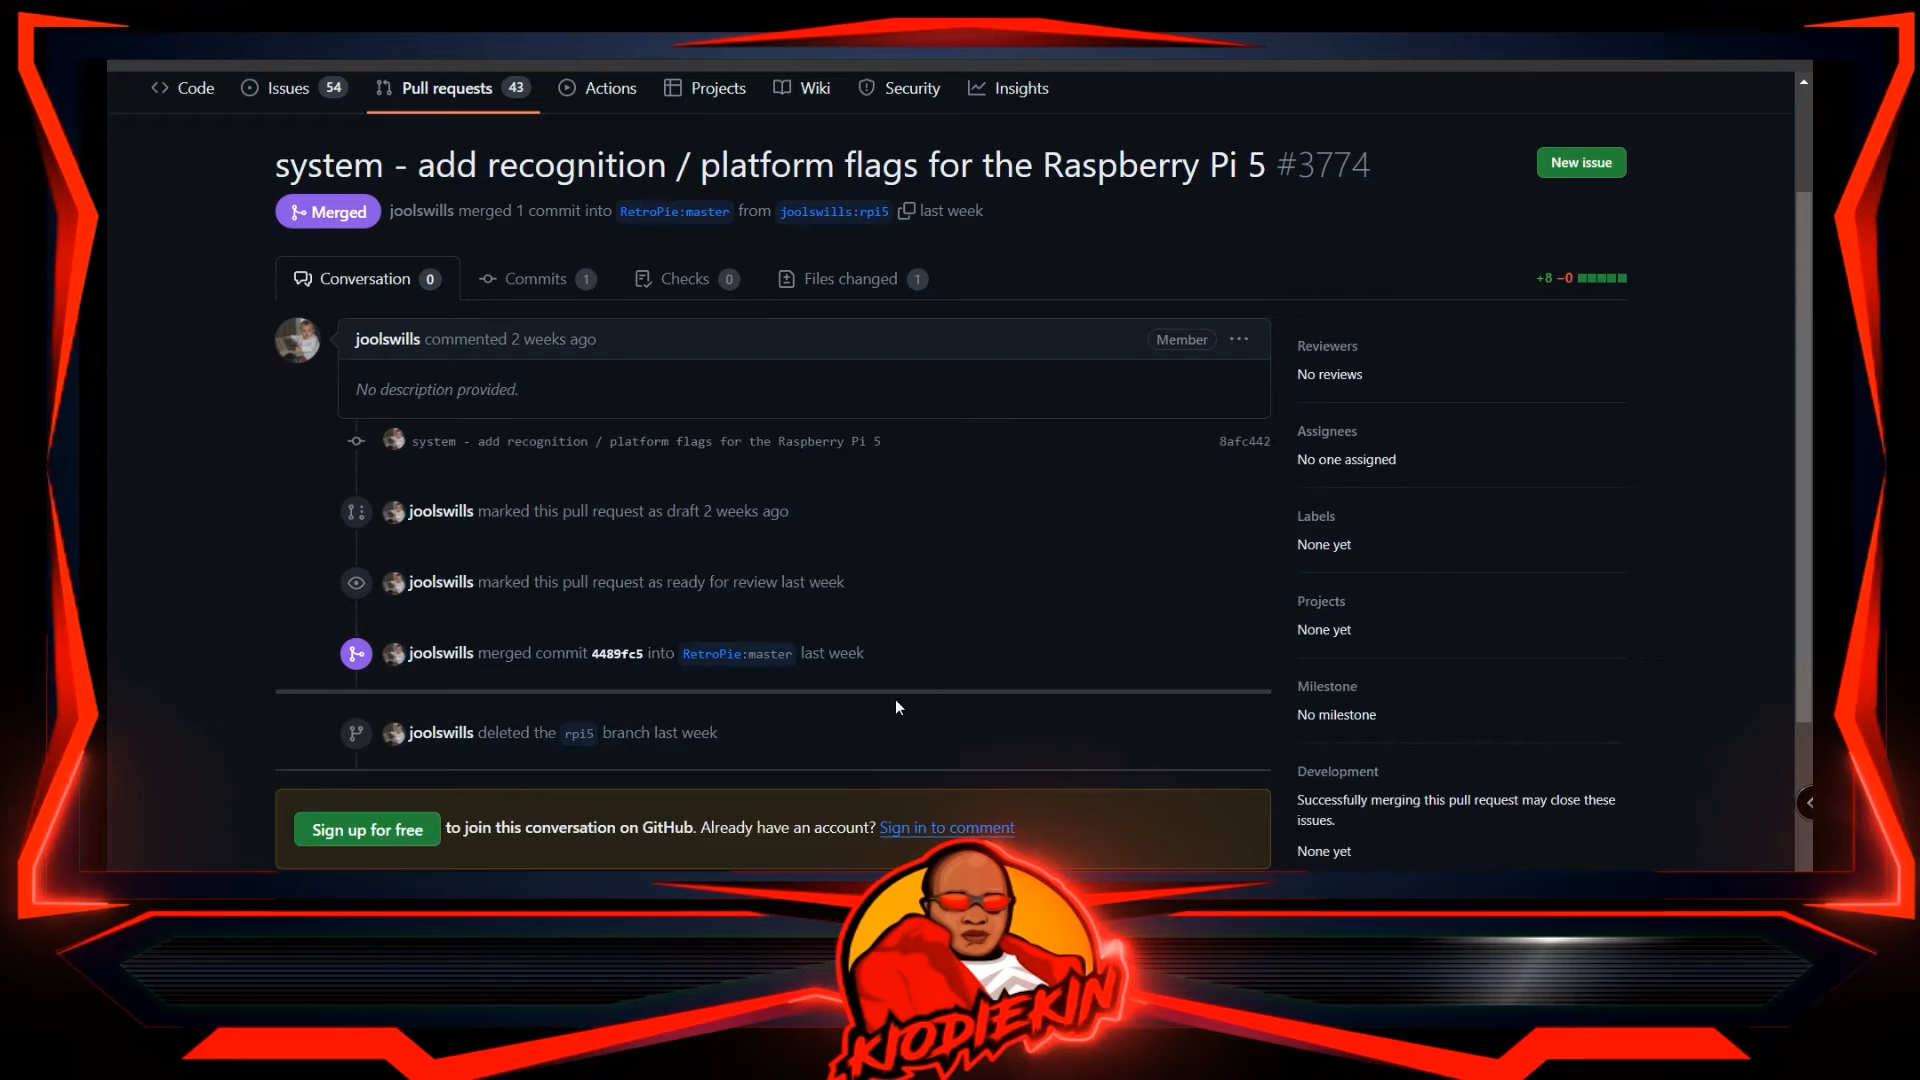 Code Issues 54 Pull requests 43 Actions Projects Wiki Security Insights
system - add recognition / platform flags for the Raspberry Pi 5 #3774
New issue
Merged joolswills merged 1 commit into RetroPie:master from joolswills:rpi5 last week
Conversation 0 Commits 1 Checks 0 Files changed 1
+8 −0
joolswills commented 2 weeks ago
Member ...
No description provided.
system - add recognition / platform flags for the Raspberry Pi 5 8afc442
joolswills marked this pull request as draft 2 weeks ago
joolswills marked this pull request as ready for review last week
joolswills merged commit 4489fc5 into RetroPie:master last week
joolswills deleted the rpi5 branch last week
Sign up for free to join this conversation on GitHub. Already have an account? Sign in to comment
Reviewers
No reviews
Assignees
No one assigned
Labels
None yet
Projects
None yet
Milestone
No milestone
Development
Successfully merging this pull request may close these
issues.
None yet
KIODIEKIN